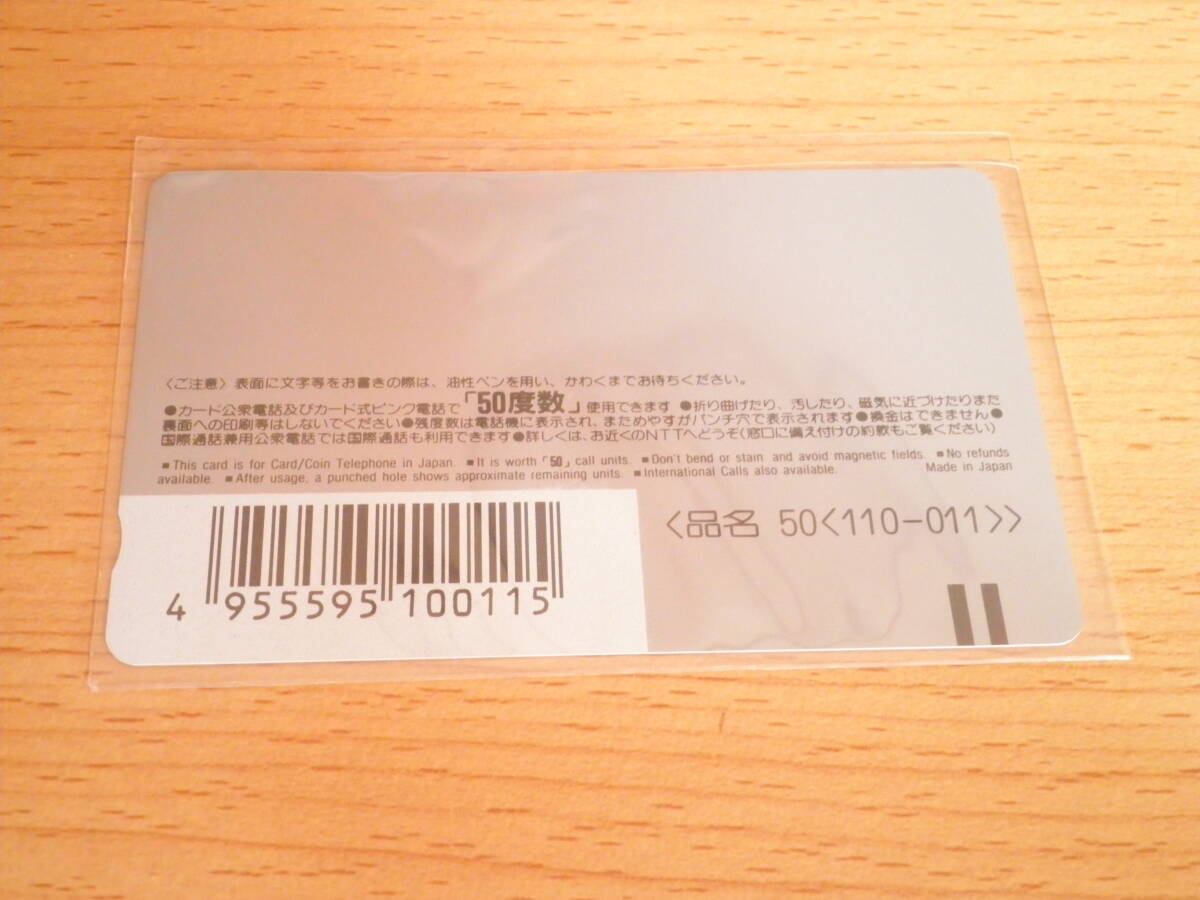 〈ご注意〉表面に文字等をお書きの際は、油性ペンを用い、かわくまでお待ちください。
●カード公衆電話及びカード式ピンク電話で「50度数」使用できます ●折り曲げたり、汚したり、磁気に近づけたりまた
裏面への印刷等はしないでください●残度数は電話機に表示され、まためやすがパンチ穴で表示されます●換金はできません●
国際通話兼用公衆電話では国際通話も利用できます●詳しくは、お近くのNTTへどうぞ(窓口に備え付けの約款もご覧ください)
■This card is for Card/Coin Telephone in Japan. ■It is worth「50」call units. ■Don't bend or stain and avoid magnetic fields. ■No refunds
available. ■After usage, a punched hole shows approximate remaining units. ■International Calls also available. Made in Japan
〈品名 50〈110-011〉〉
4 955595 100115